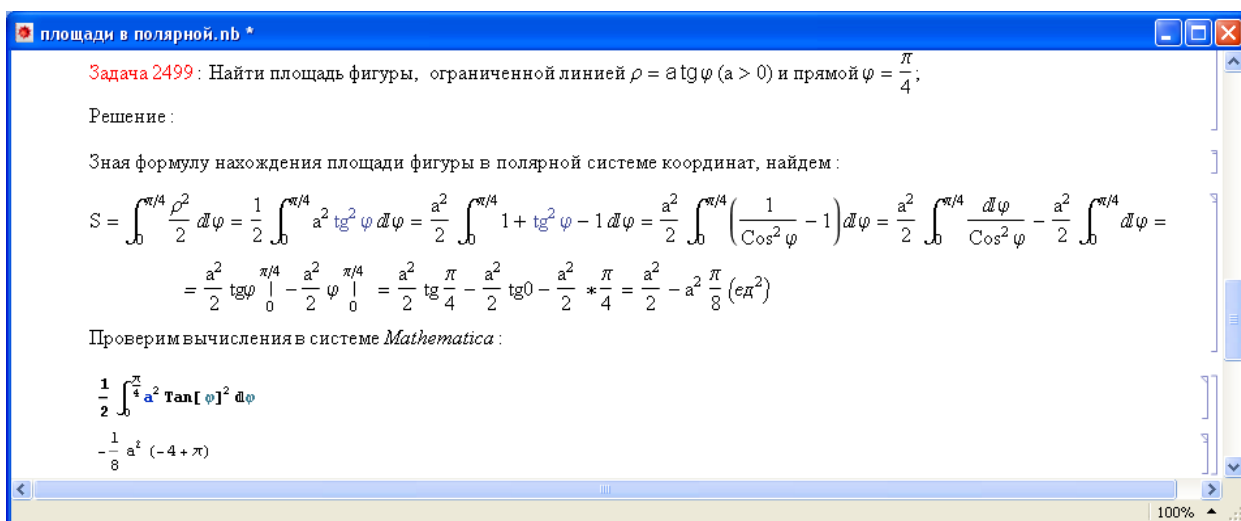 площади в полярной.nb *
Задача 2499 : Найти площадь фигуры, ограниченной линией ρ = a tg φ (a > 0) и прямой φ = π/4 ;
Решение :
Зная формулу нахождения площади фигуры в полярной системе координат, найдем :
S = ∫₀^(π/4) ρ²/2 ⅆφ = 1/2 ∫₀^(π/4) a² tg² φ ⅆφ = a²/2 ∫₀^(π/4) 1 + tg² φ − 1 ⅆφ = a²/2 ∫₀^(π/4) (1/Cos² φ − 1) ⅆφ = a²/2 ∫₀^(π/4) ⅆφ/Cos² φ − a²/2 ∫₀^(π/4) ⅆφ =
= a²/2 tgφ |₀^(π/4) − a²/2 φ |₀^(π/4) = a²/2 tg π/4 − a²/2 tg0 − a²/2 * π/4 = a²/2 − a² π/8 (ед²)
Проверим вычисления в системе Mathematica :
1/2 ∫₀^(π/4) a² Tan[ φ]² ⅆφ
−1/8 a² (−4 + π)
100%